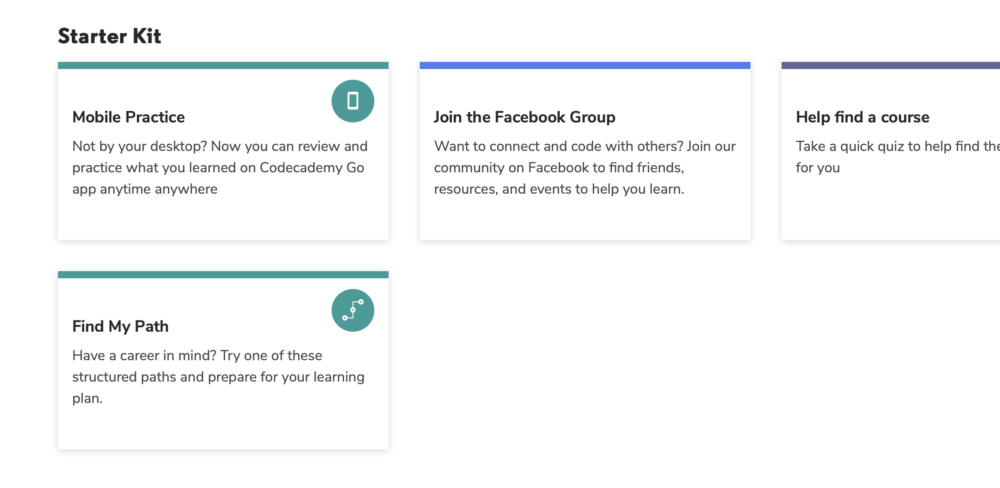 Starter Kit
Mobile Practice
Not by your desktop? Now you can review and
practice what you learned on Codecademy Go
app anytime anywhere
Join the Facebook Group
Want to connect and code with others? Join our
community on Facebook to find friends,
resources, and events to help you learn.
Help find a course
Take a quick quiz to help find the
for you
Find My Path
Have a career in mind? Try one of these
structured paths and prepare for your learning
plan.